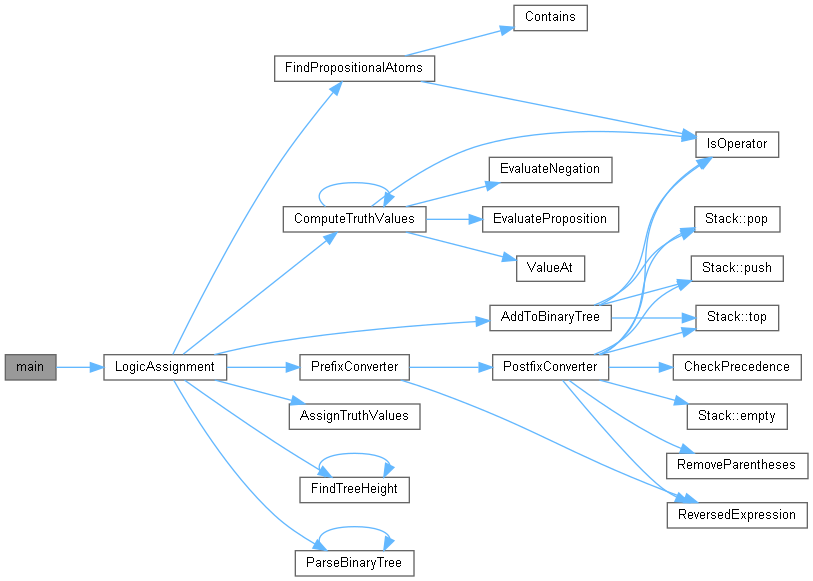 Contains
FindPropositionalAtoms
IsOperator
EvaluateNegation
ComputeTruthValues
EvaluateProposition
Stack::pop
ValueAt
Stack::push
AddToBinaryTree
Stack::top
main
LogicAssignment
PrefixConverter
PostfixConverter
CheckPrecedence
AssignTruthValues
Stack::empty
RemoveParentheses
FindTreeHeight
ReversedExpression
ParseBinaryTree